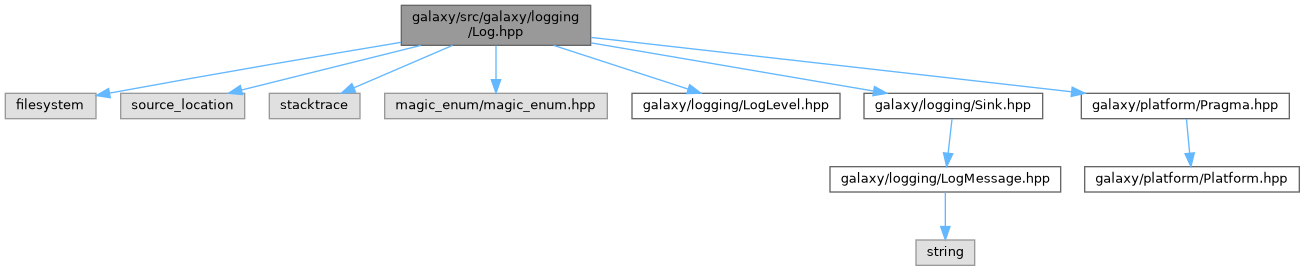 galaxy/src/galaxy/logging
/Log.hpp
filesystem
source_location
stacktrace
magic_enum/magic_enum.hpp
galaxy/logging/LogLevel.hpp
galaxy/logging/Sink.hpp
galaxy/platform/Pragma.hpp
galaxy/logging/LogMessage.hpp
galaxy/platform/Platform.hpp
string